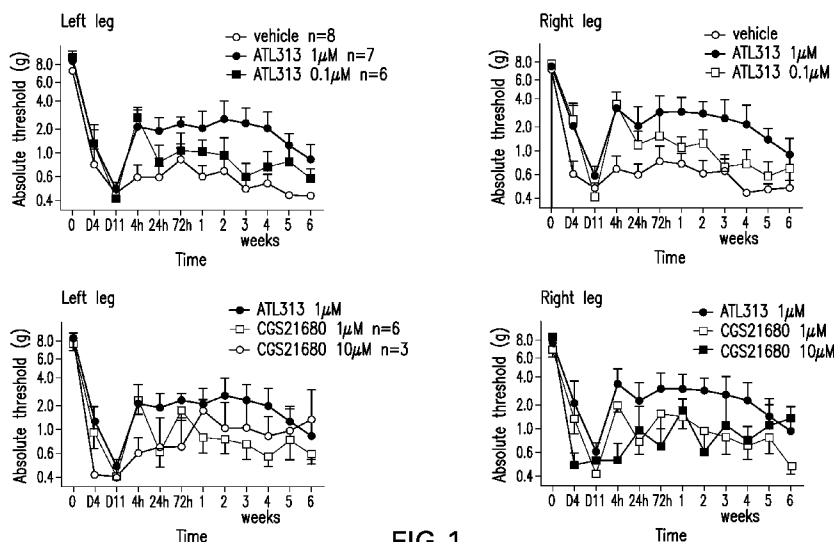 Left leg
vehicle n=8
ATL313 1µM n=7
ATL313 0.1µM n=6
Absolute threshold (g)
8.0
6.0
4.0
2.0
1.0
0.6
0.4
0 D4 D11 4h 24h 72h 1 2 3 4 5 6
weeks
Time
Right leg
vehicle
ATL313 1µM
ATL313 0.1µM
Absolute threshold (g)
8.0
6.0
4.0
2.0
1.0
0.6
0.4
0 D4 D11 4h 24h 72h 1 2 3 4 5 6
weeks
Time
Left leg
ATL313 1µM
CGS21680 1µM n=6
CGS21680 10µM n=3
Absolute threshold (g)
8.0
6.0
4.0
2.0
1.0
0.6
0.4
0 D4 D11 4h 24h 72h 1 2 3 4 5 6
weeks
Time
Right leg
ATL313 1µM
CGS21680 1µM
CGS21680 10µM
Absolute threshold (g)
8.0
6.0
4.0
2.0
1.0
0.6
0.4
0 D4 D11 4h 24h 72h 1 2 3 4 5 6
weeks
Time